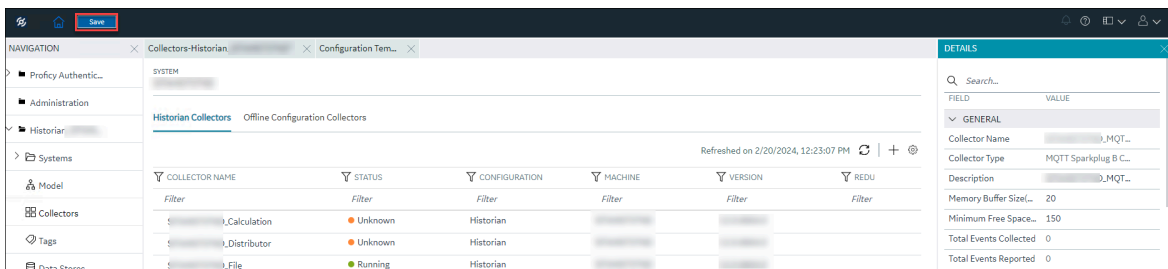 Save
NAVIGATION
Proficy Authentic...
Administration
Historian
Systems
Model
Collectors
Tags
Data Stores
Collectors-Historian
Configuration Tem...
SYSTEM
Historian Collectors
Offline Configuration Collectors
Refreshed on 2/20/2024, 12:23:07 PM
COLLECTOR NAME STATUS CONFIGURATION MACHINE VERSION REDU
Filter Filter Filter Filter Filter Filter
_Calculation Unknown Historian
_Distributor Unknown Historian
_File Running Historian
DETAILS
Search...
FIELD VALUE
GENERAL
Collector Name _MQT...
Collector Type MQTT Sparkplug B C...
Description _MQT...
Memory Buffer Size(... 20
Minimum Free Space... 150
Total Events Collected 0
Total Events Reported 0